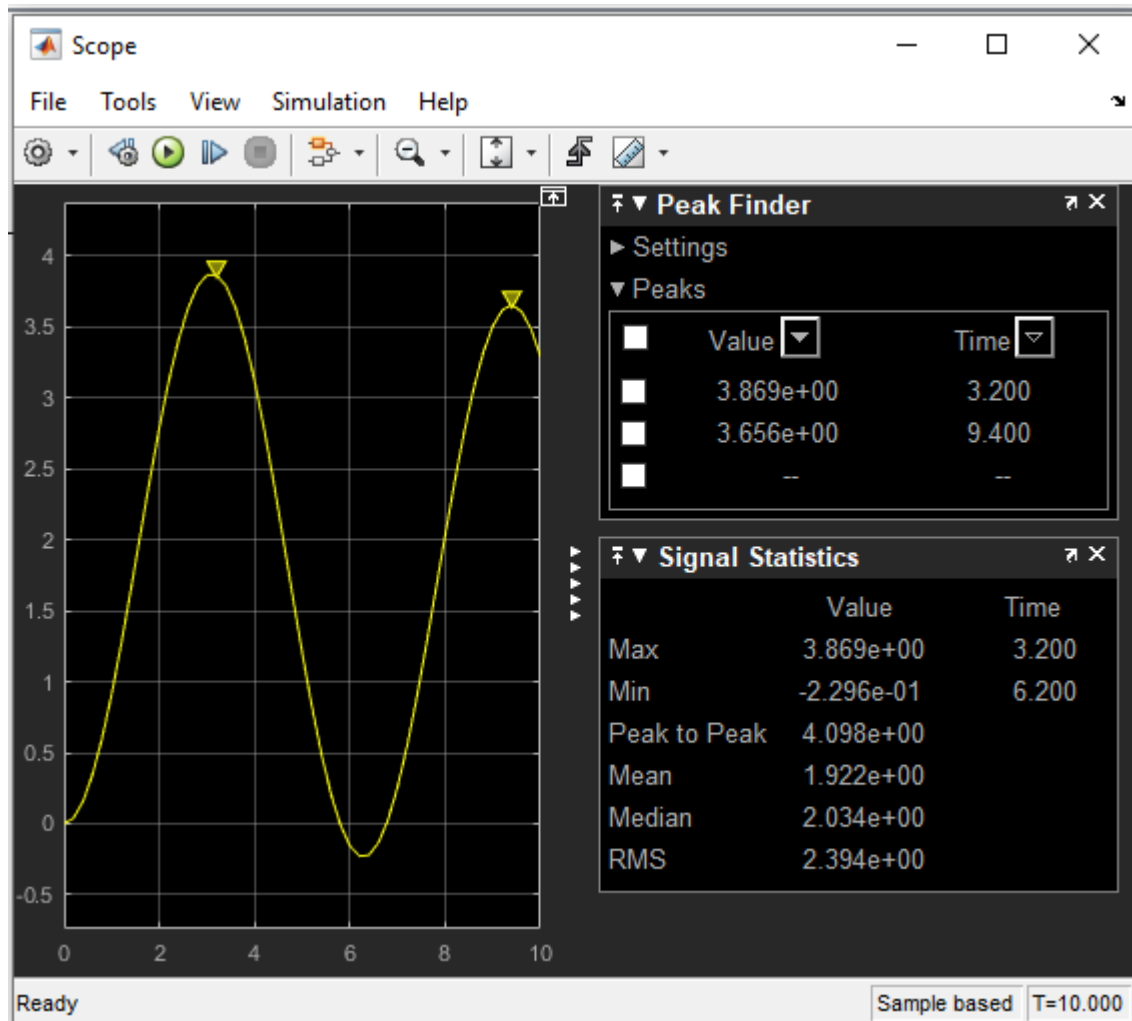 Scope
File Tools View Simulation Help
4
3.5
3
2.5
2
1.5
1
0.5
0
-0.5
0 2 4 6 8 10
Peak Finder
Settings
Peaks
Value Time
3.869e+00 3.200
3.656e+00 9.400
-- --
Signal Statistics
Value Time
Max 3.869e+00 3.200
Min -2.296e-01 6.200
Peak to Peak 4.098e+00
Mean 1.922e+00
Median 2.034e+00
RMS 2.394e+00
Ready Sample based T=10.000